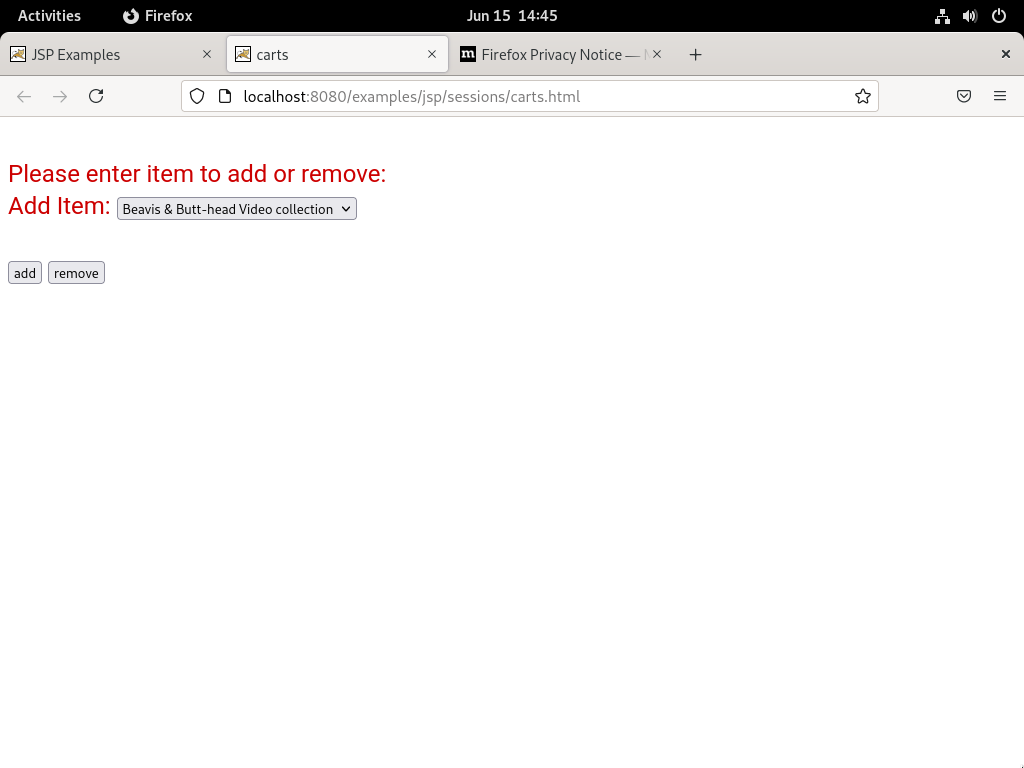 Activities Firefox Jun 15 14:45
JSP Examples carts Firefox Privacy Notice —
localhost:8080/examples/jsp/sessions/carts.html
Please enter item to add or remove:
Add Item: Beavis & Butt-head Video collection
add remove